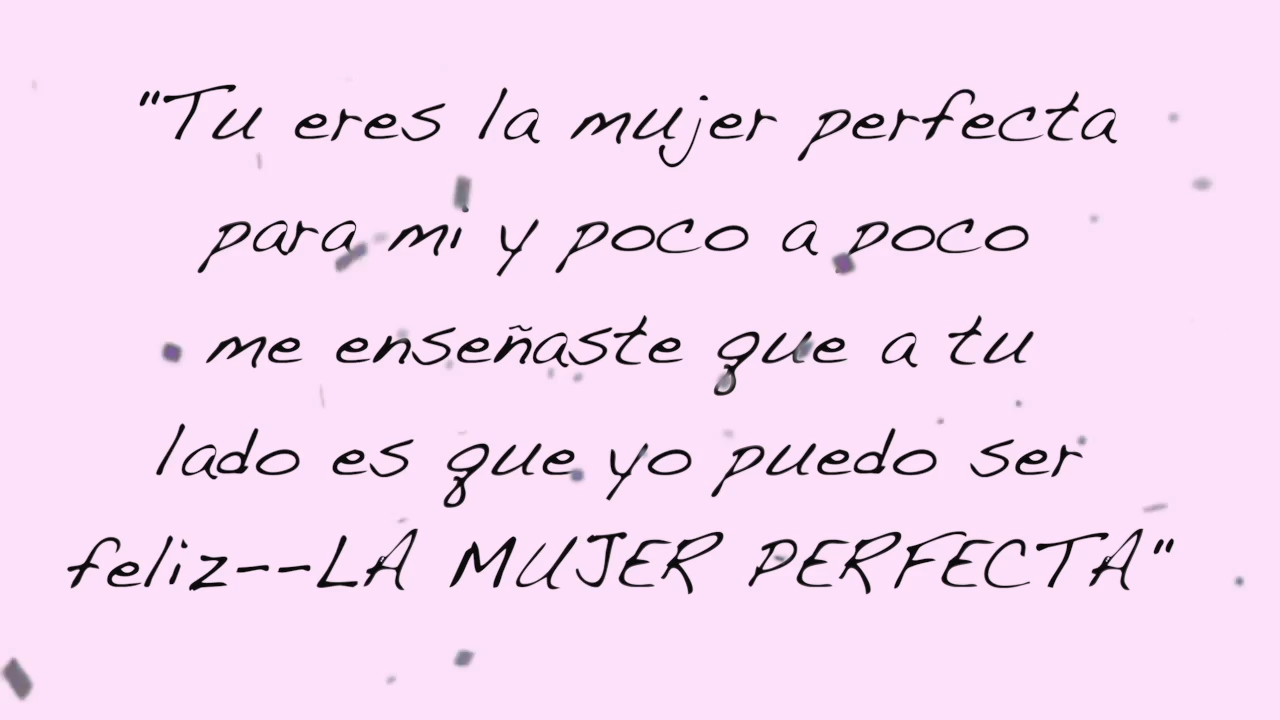 "Tu eres la mujer perfecta
para mi y poco a poco
me enseñaste que a tu
lado es que yo puedo ser
feliz--LA MUJER PERFECTA"